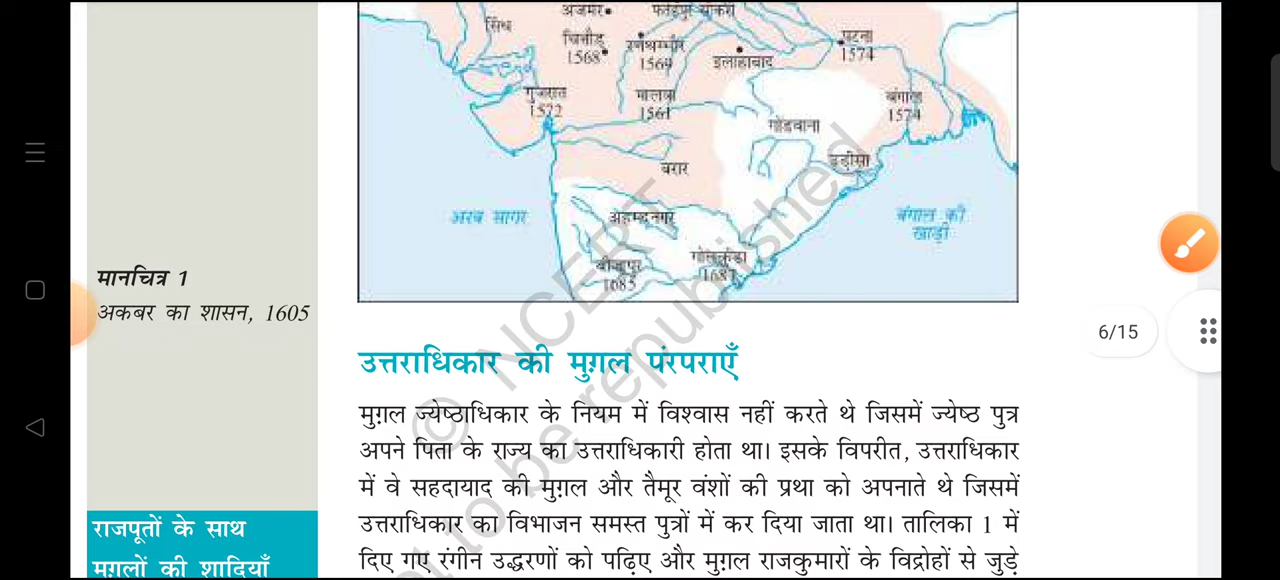 अजमेर
फतेहपुर सीकरी
सिंध
चित्तौड़
1568
रणथम्भौर
1569
इलाहाबाद
पटना
1574
गुजरात
1572
मालवा
1561
बंगाल
1574
गोंडवाना
उड़ीसा
बरार
अरब सागर
अहमदनगर
बंगाल की
खाड़ी
बीजापुर
1685
गोलकुंडा
1687
मानचित्र 1
अकबर का शासन, 1605
6/15
© NCERT
not to be republished
उत्तराधिकार की मुग़ल परंपराएँ
मुग़ल ज्येष्ठाधिकार के नियम में विश्वास नहीं करते थे जिसमें ज्येष्ठ पुत्र
अपने पिता के राज्य का उत्तराधिकारी होता था। इसके विपरीत, उत्तराधिकार
में वे सहदायाद की मुग़ल और तैमूर वंशों की प्रथा को अपनाते थे जिसमें
उत्तराधिकार का विभाजन समस्त पुत्रों में कर दिया जाता था। तालिका 1 में
दिए गए रंगीन उद्धरणों को पढ़िए और मुग़ल राजकुमारों के विद्रोहों से जुड़े
राजपूतों के साथ
मुग़लों की शादियाँ